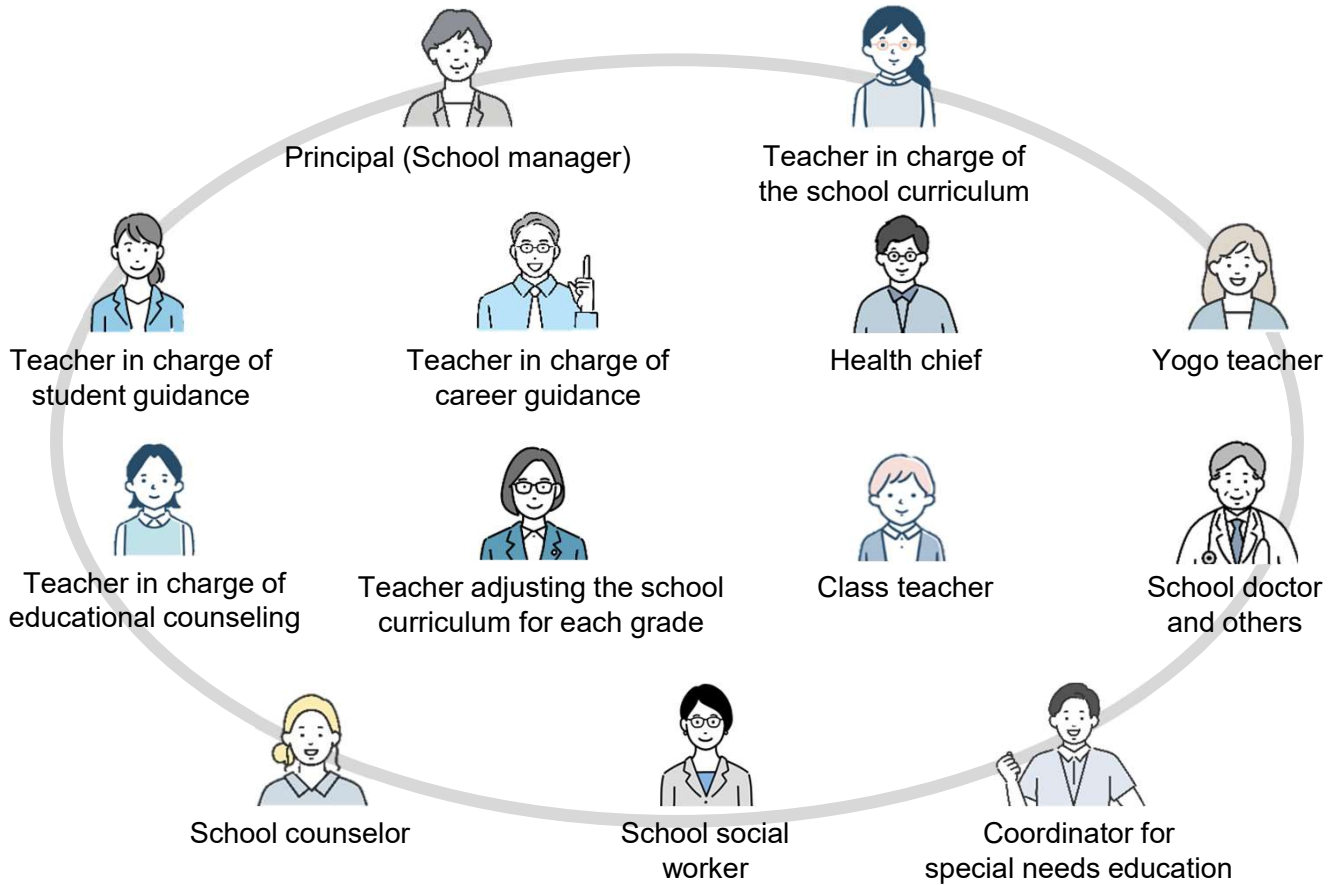 Principal (School manager)
Teacher in charge of
the school curriculum
Teacher in charge of
student guidance
Teacher in charge of
career guidance
Health chief
Yogo teacher
Teacher in charge of
educational counseling
Teacher adjusting the school
curriculum for each grade
Class teacher
School doctor
and others
School counselor
School social
worker
Coordinator for
special needs education